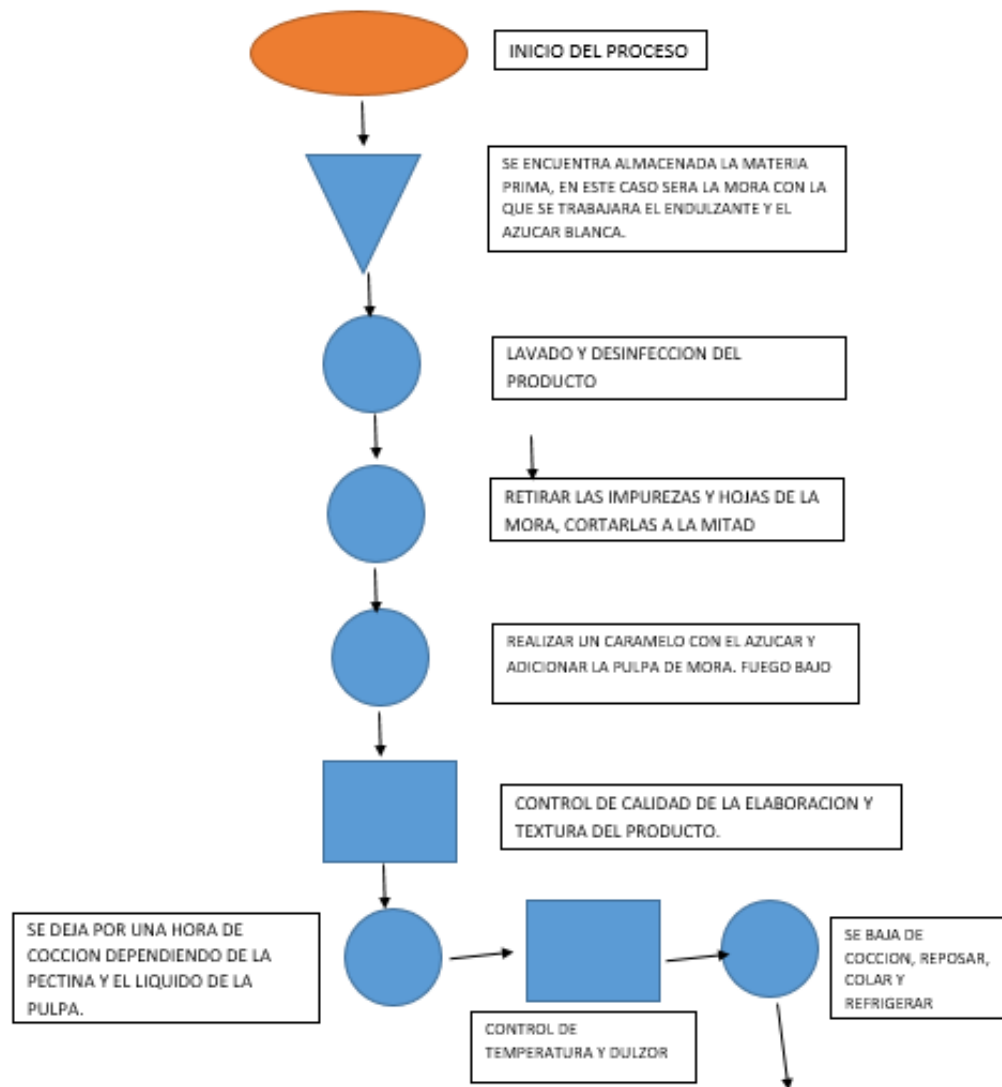 INICIO DEL PROCESO
SE ENCUENTRA ALMACENADA LA MATERIA
PRIMA, EN ESTE CASO SERA LA MORA CON LA
QUE SE TRABAJARA EL ENDULZANTE Y EL
AZUCAR BLANCA.
LAVADO Y DESINFECCION DEL
PRODUCTO
RETIRAR LAS IMPUREZAS Y HOJAS DE LA
MORA, CORTARLAS A LA MITAD
REALIZAR UN CARAMELO CON EL AZUCAR Y
ADICIONAR LA PULPA DE MORA. FUEGO BAJO
CONTROL DE CALIDAD DE LA ELABORACION Y
TEXTURA DEL PRODUCTO.
SE DEJA POR UNA HORA DE
COCCION DEPENDIENDO DE LA
PECTINA Y EL LIQUIDO DE LA
PULPA.
CONTROL DE
TEMPERATURA Y DULZOR
SE BAJA DE
COCCION, REPOSAR,
COLAR Y
REFRIGERAR